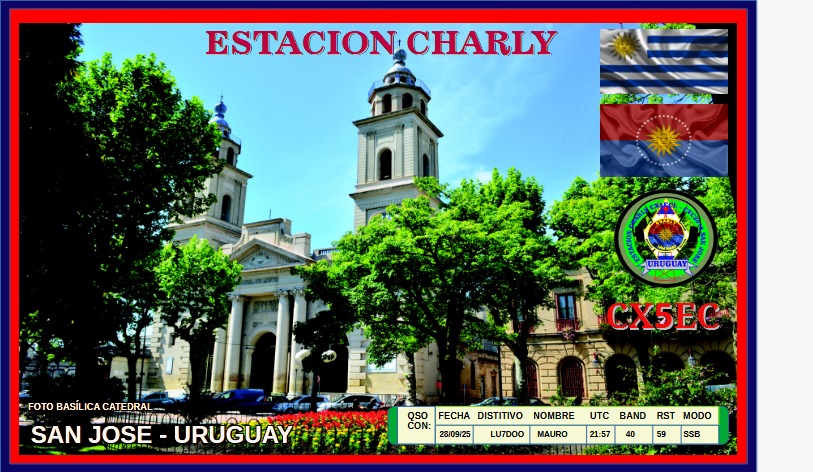 ESTACION CHARLY
URUGUAY
CX5EC
FOTO BASÍLICA CATEDRAL
SAN JOSE - URUGUAY
QSO CON: FECHA DISTITIVO NOMBRE UTC BAND RST MODO
28/09/25 LU7DOO MAURO 21:57 40 59 SSB